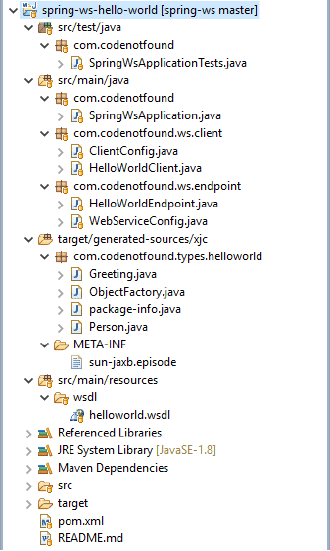 spring-ws-hello-world [spring-ws master]
src/test/java
com.codenotfound
SpringWsApplicationTests.java
src/main/java
com.codenotfound
SpringWsApplication.java
com.codenotfound.ws.client
ClientConfig.java
HelloWorldClient.java
com.codenotfound.ws.endpoint
HelloWorldEndpoint.java
WebServiceConfig.java
target/generated-sources/xjc
com.codenotfound.types.helloworld
Greeting.java
ObjectFactory.java
package-info.java
Person.java
META-INF
sun-jaxb.episode
src/main/resources
wsdl
helloworld.wsdl
Referenced Libraries
JRE System Library [JavaSE-1.8]
Maven Dependencies
src
target
pom.xml
README.md